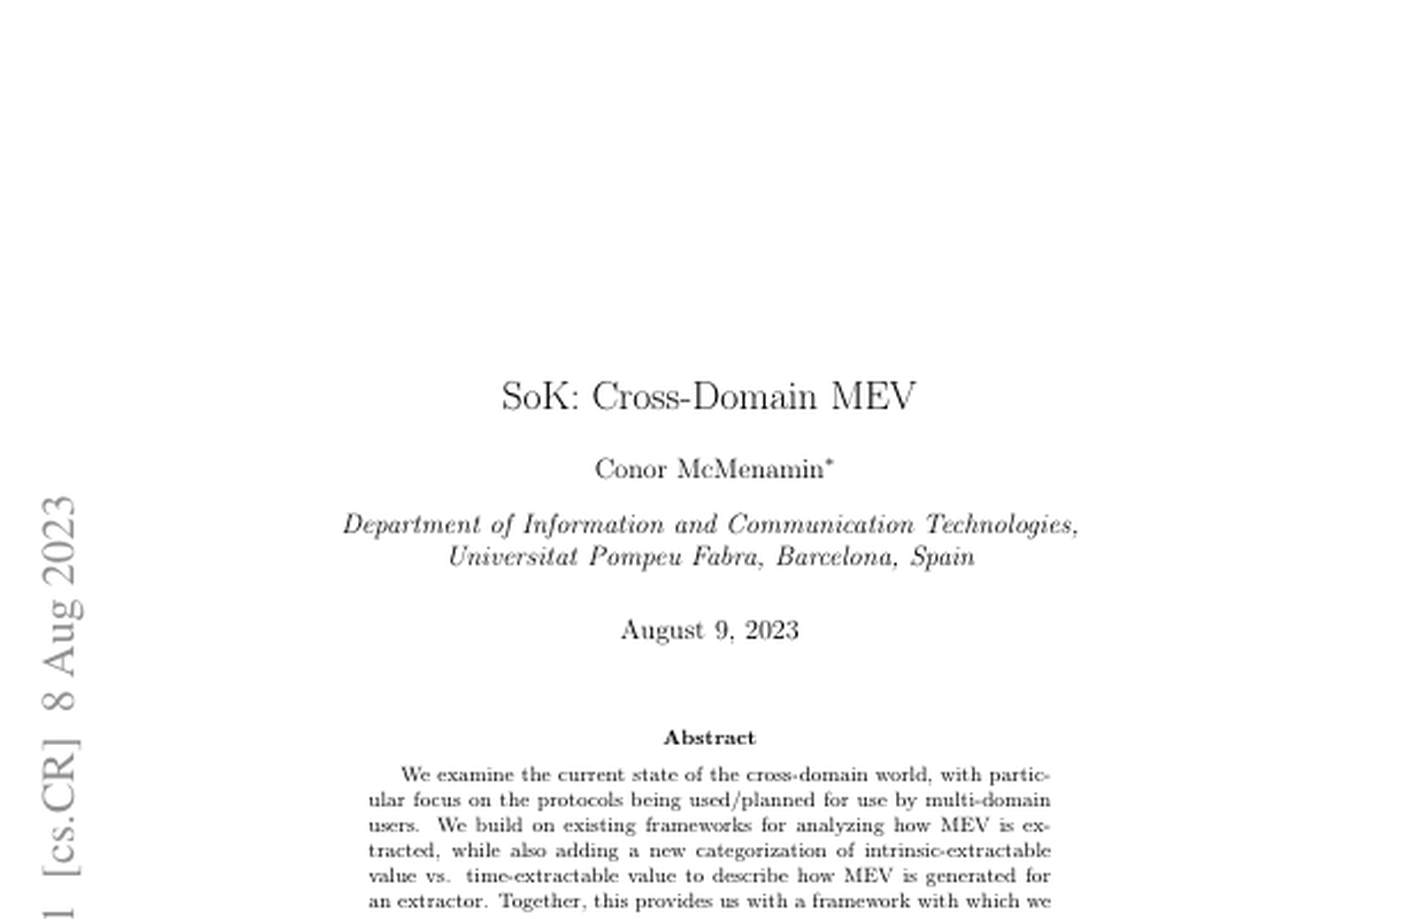 SoK: Cross-Domain MEV
Conor McMenamin*
Department of Information and Communication Technologies,
Universitat Pompeu Fabra, Barcelona, Spain
August 9, 2023
Abstract
We examine the current state of the cross-domain world, with partic-
ular focus on the protocols being used/planned for use by multi-domain
users. We build on existing frameworks for analyzing how MEV is ex-
tracted, while also adding a new categorization of intrinsic-extractable
value vs. time-extractable value to describe how MEV is generated for
an extractor. Together, this provides us with a framework with which we
1 [cs.CR] 8 Aug 2023